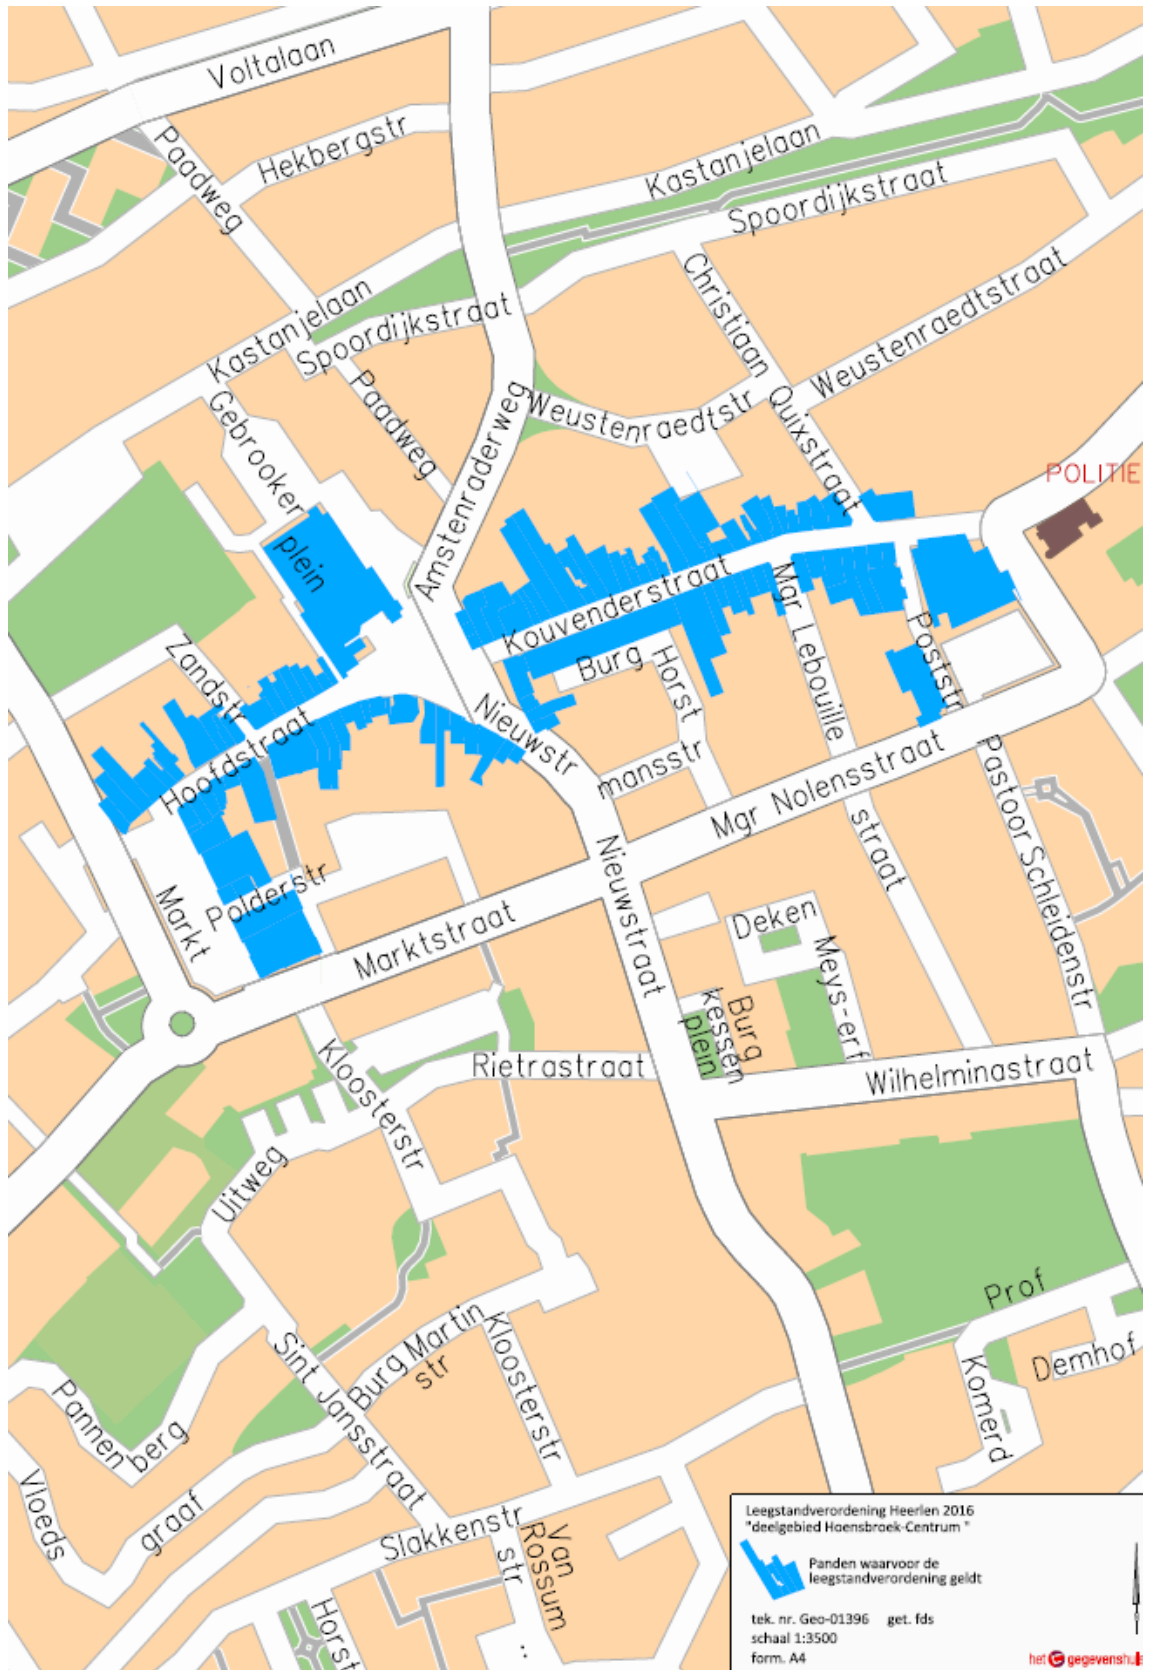 Voltalaan
Paadweg
Hekbergstr
Kastanjelaan
Spoordijkstraat
Kastanjelaan
Spoordijkstraat
Christiaan Quixstraat
Weustenraedtstraat
Weustenraedtstr
Gebrooker
plein
Paadweg
Amstenraderweg
POLITIE
Kouvenderstraat
Mgr Lebouille
straat
Poststr
Burg
Horst
mansstr
Zandstr
Hoofdstraat
Nieuwstr
Mgr Nolensstraat
Pastoor Schleidenstr
Markt
Polderstr
Marktstraat
Nieuwstraat
Deken
Meys-erf
Burg
kessen
plein
Rietrastraat
Wilhelminastraat
Kloosterstr
Uitweg
Prof
Demhof
Komerd
Burg Martin
str
Kloosterstr
Sint Jansstraat
Pannen
berg
Vloeds
graaf
Slakkenstr
Van
Rossum
str
Horst
Leegstandverordening Heerlen 2016
"deelgebied Hoensbroek-Centrum "
Panden waarvoor de
leegstandverordening geldt
tek. nr. Geo-01396 get. fds
schaal 1:3500
form. A4
het gegevenshuis